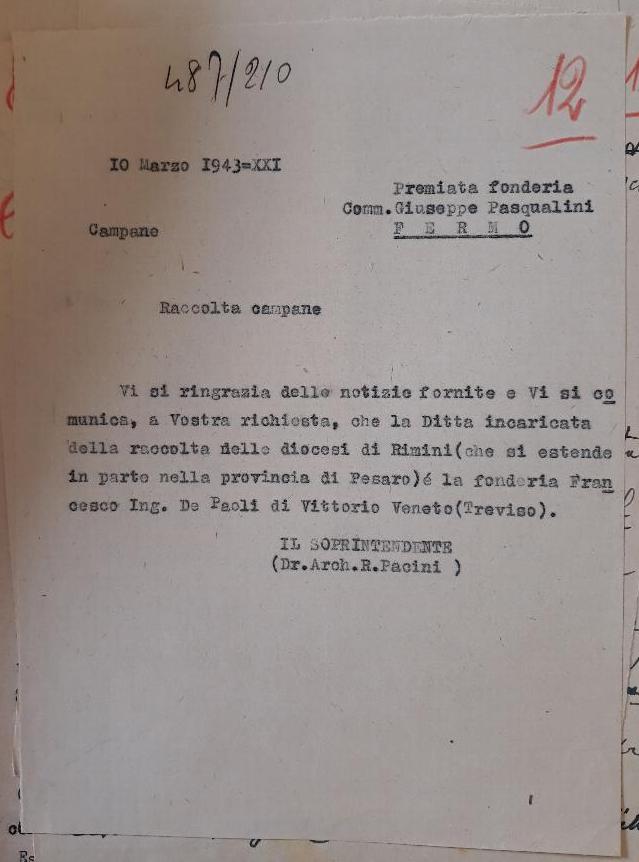 487/210
12
10 Marzo 1943=XXI
Premiata fonderia
Comm.Giuseppe Pasqualini
F E R M O
Campane
Raccolta campane
Vi si ringrazia delle notizie fornite e Vi si co
munica, a Vostra richiesta, che la Ditta incaricata
della raccolta nelle diocesi di Rimini(che si estende
in parte nella provincia di Pesaro)é la fonderia Fran
cesco Ing. De Paoli di Vittorio Veneto(Treviso).
IL SOPRINTENDENTE
(Dr.Arch.R.Pacini )